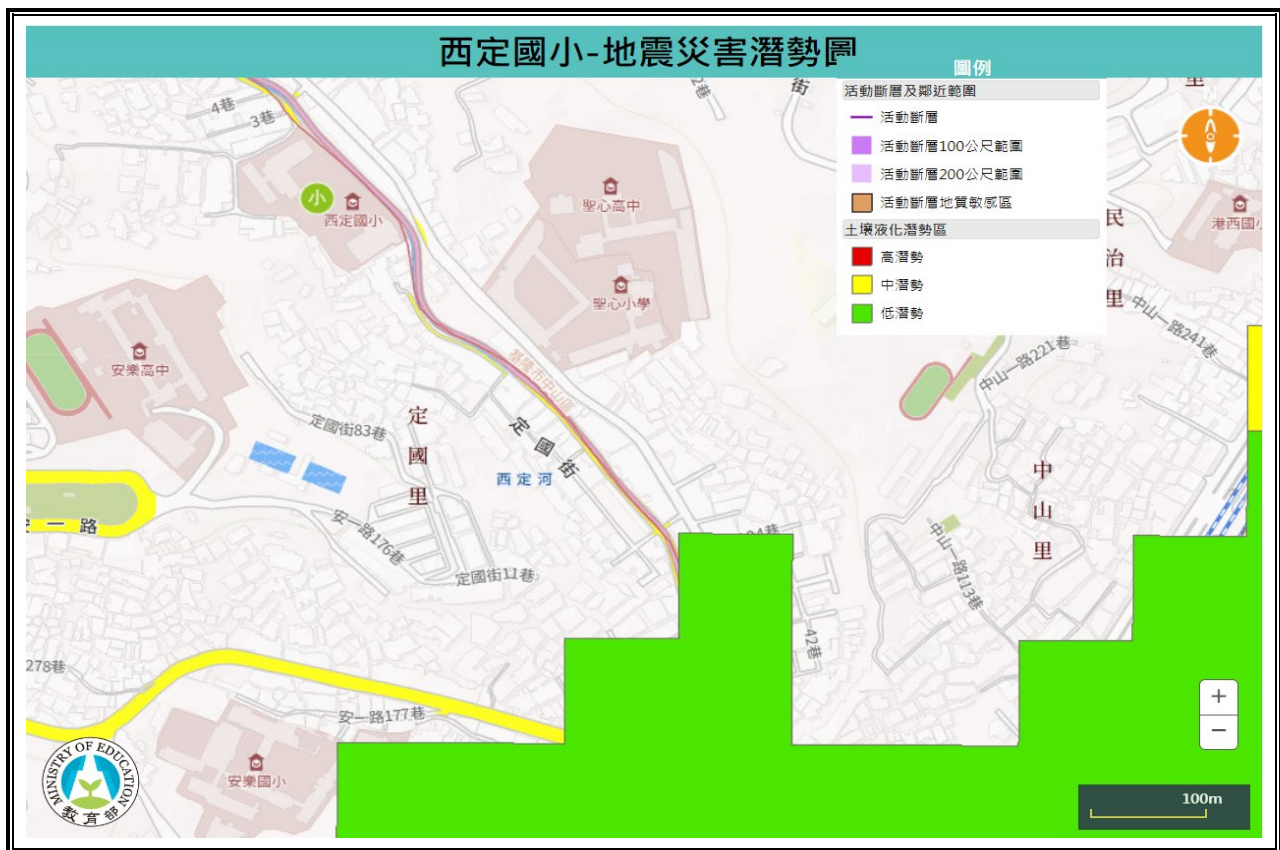 西定國小-地震災害潛勢圖
圖例
活動斷層及鄰近範圍
活動斷層
活動斷層100公尺範圍
活動斷層200公尺範圍
活動斷層地質敏感區
土壤液化潛勢區
高潛勢
中潛勢
低潛勢
街
里
4巷
3巷
小
西定國小
聖心高中
聖心小學
港西國小
民治里
中山一路241巷
中山一路221巷
安樂高中
基隆市中山區
定國街83巷
定國里
定國街
西定河
中山里
安一路
安一路176巷
定國街11巷
中山一路113巷
42巷
278巷
安一路177巷
安樂國小
+
−
100m
MINISTRY OF EDUCATION
教育部